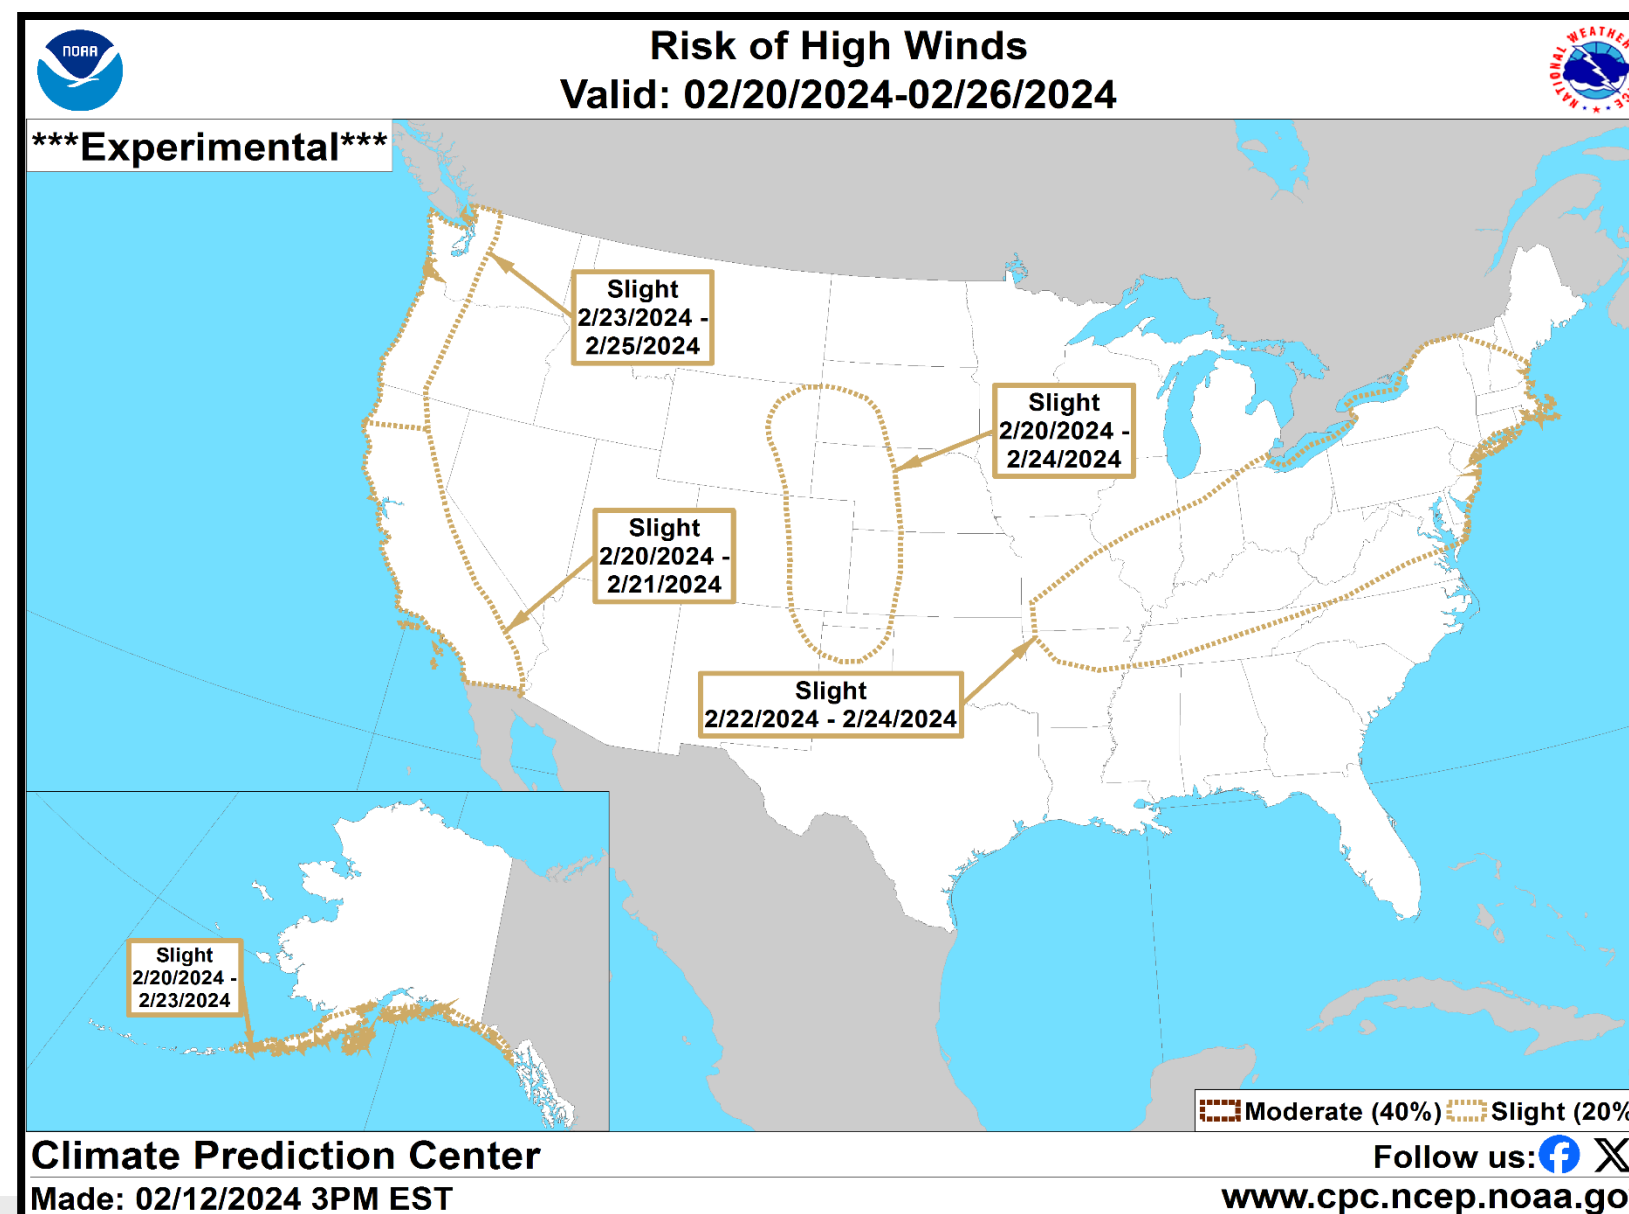 NOAA
Risk of High Winds
Valid: 02/20/2024-02/26/2024
***Experimental***
Slight
2/23/2024 -
2/25/2024
Slight
2/20/2024 -
2/24/2024
Slight
2/20/2024 -
2/21/2024
Slight
2/22/2024 - 2/24/2024
Slight
2/20/2024 -
2/23/2024
Moderate (40%) Slight (20%
Climate Prediction Center
Follow us:
Made: 02/12/2024 3PM EST
www.cpc.ncep.noaa.go